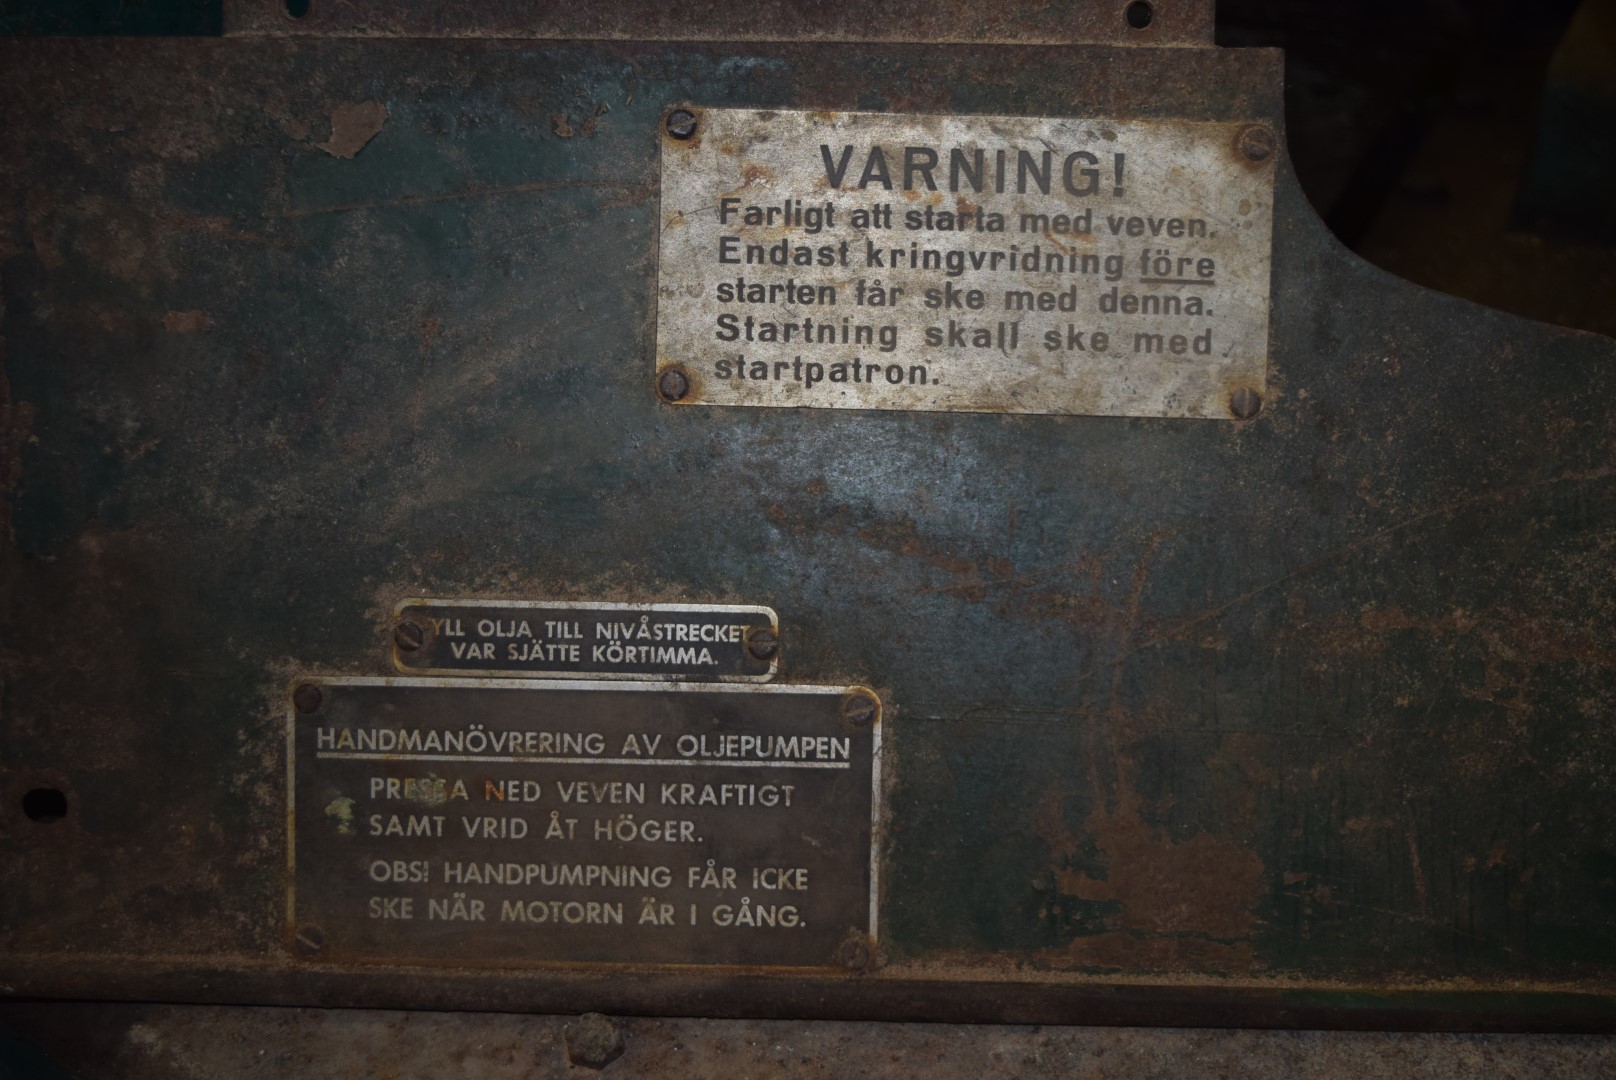 VARNING!
Farligt att starta med veven.
Endast kringvridning före
starten får ske med denna.
Startning skall ske med
startpatron.
YLL OLJA TILL NIVÅSTRECKET
VAR SJÄTTE KÖRTIMMA.
HANDMANÖVRERING AV OLJEPUMPEN
PRESSA NED VEVEN KRAFTIGT
SAMT VRID ÅT HÖGER.
OBS! HANDPUMPNING FÅR ICKE
SKE NÄR MOTORN ÄR I GÅNG.